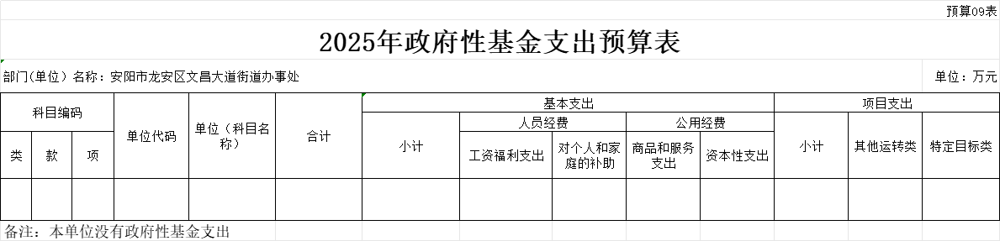 预算09表
2025年政府性基金支出预算表
部门(单位）名称：安阳市龙安区文昌大道街道办事处 单位：万元
科目编码 单位代码 单位（科目名称） 合计 基本支出 项目支出
人员经费 公用经费
类 款 项 小计 工资福利支出 对个人和家庭的补助 商品和服务支出 资本性支出 小计 其他运转类 特定目标类
备注：本单位没有政府性基金支出